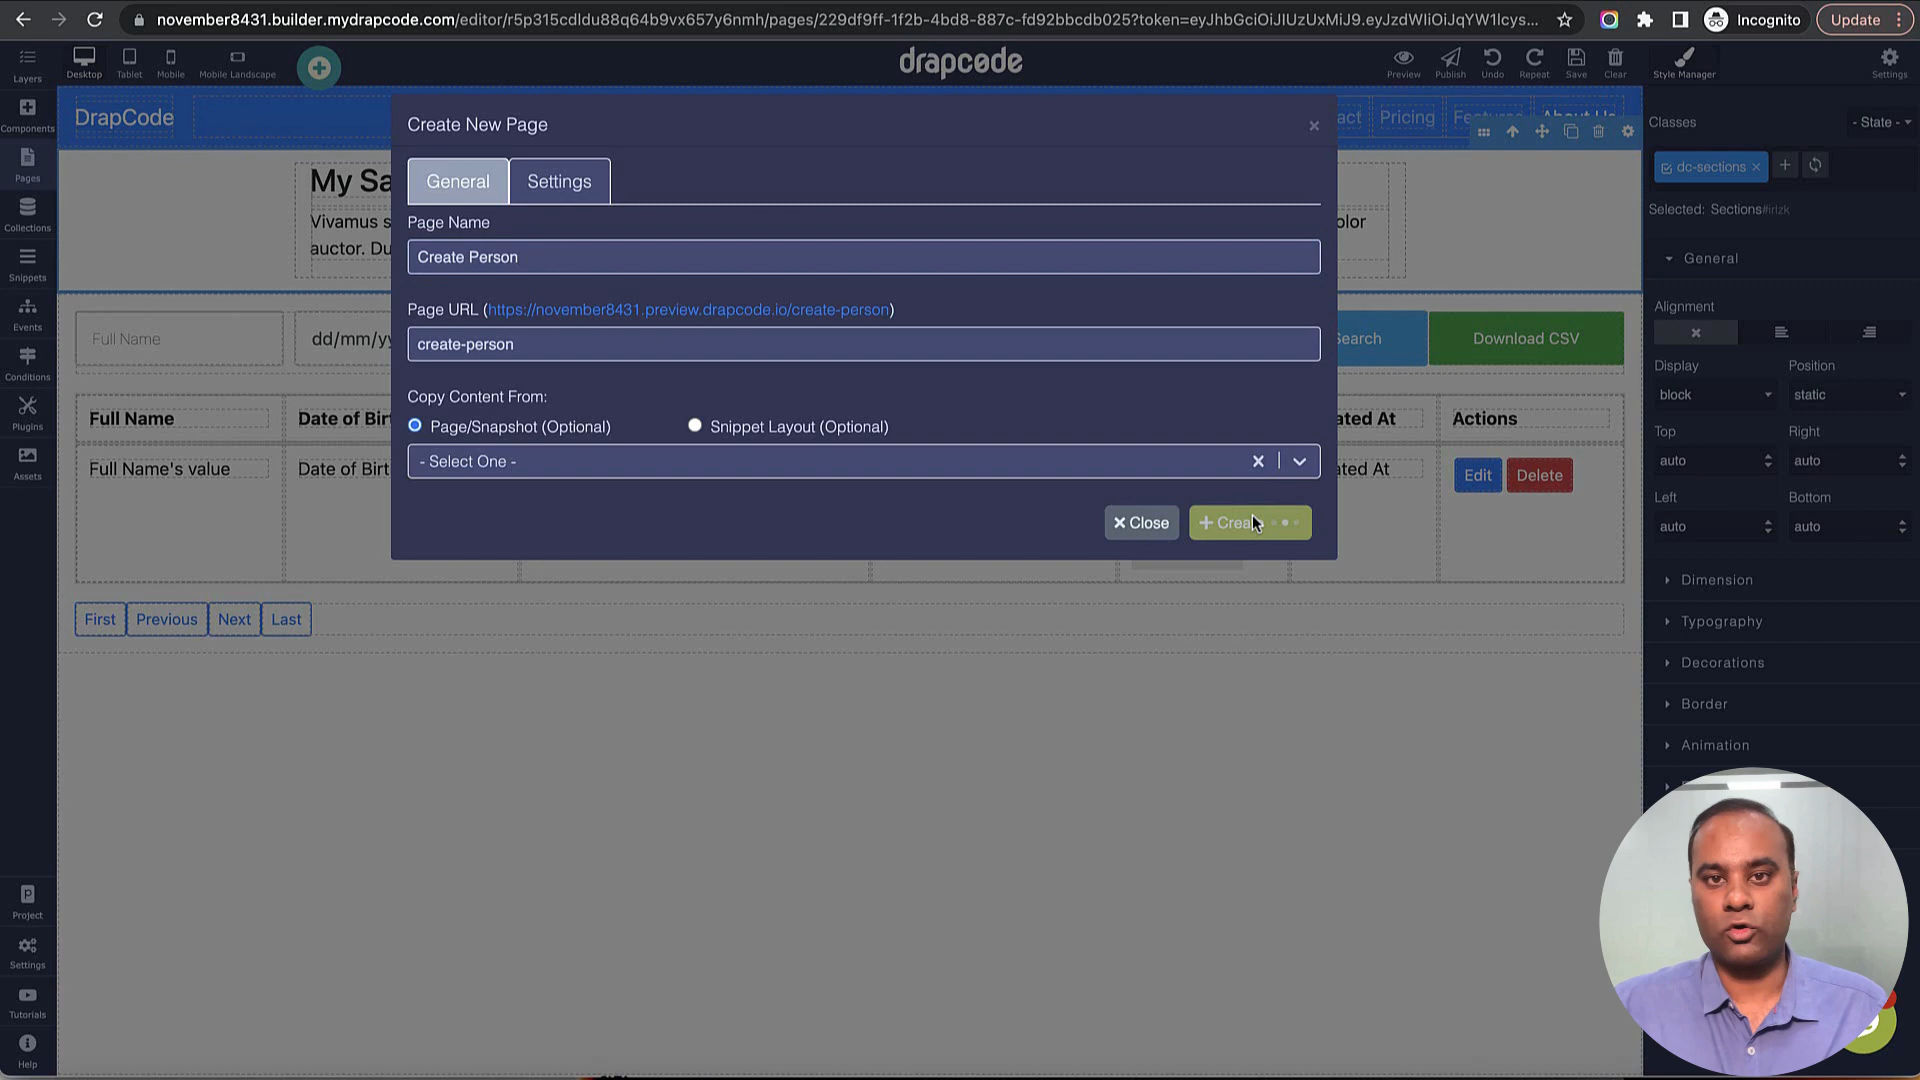 november8431.builder.mydrapcode.com/editor/r5p315cdldu88q64b9vx657y6nmh/pages/229df9ff-1f2b-4bd8-887c-fd92bbcdb025?token=eyJhbGciOiJIUzUxMiJ9.eyJzdWIiOiJqYW1lcys...
Incognito
Update
Layers
Desktop
Tablet
Mobile
Mobile Landscape
drapcode
Preview
Publish
Undo
Repeat
Save
Clear
Style Manager
Settings
Components
Pages
Collections
Snippets
Events
Conditions
Plugins
Assets
Project
Settings
Tutorials
Help
DrapCode
Pricing
About Us
My Sa
Vivamus s
auctor. Du
olor
Full Name
dd/mm/yy
earch
Download CSV
Full Name
Date of Birt
ated At
Actions
Full Name's value
Date of Birt
ated At
Edit
Delete
First
Previous
Next
Last
Create New Page
General
Settings
Page Name
Create Person
Page URL (https://november8431.preview.drapcode.io/create-person)
create-person
Copy Content From:
Page/Snapshot (Optional)
Snippet Layout (Optional)
- Select One -
Close
Crea
Classes
- State -
dc-sections
Selected: Sections#irlzk
General
Alignment
Display
Position
block
static
Top
Right
auto
auto
Left
Bottom
auto
auto
Dimension
Typography
Decorations
Border
Animation